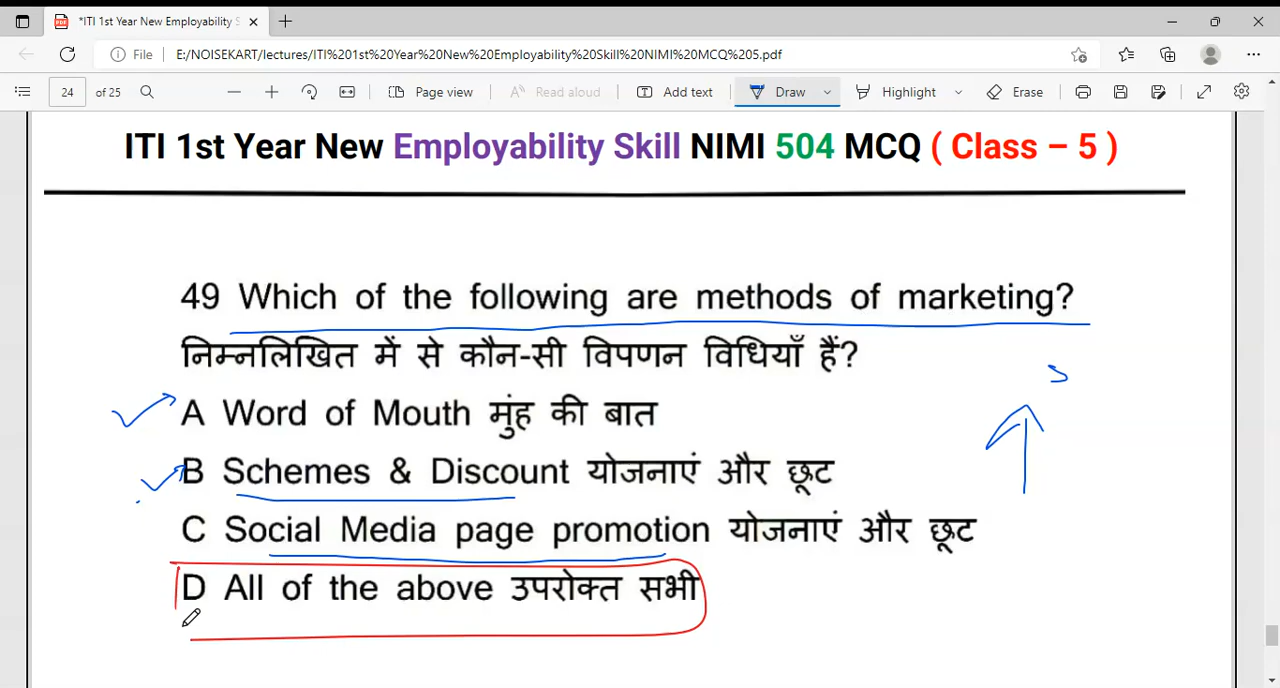 *ITI 1st Year New Employability S
File E:/NOISEKART/lectures/ITI%201st%20Year%20New%20Employability%20Skill%20NIMI%20MCQ%205.pdf
24 of 25 Page view Read aloud Add text Draw Highlight Erase
ITI 1st Year New Employability Skill NIMI 504 MCQ ( Class – 5 )
49 Which of the following are methods of marketing?
निम्नलिखित में से कौन-सी विपणन विधियाँ हैं?
A Word of Mouth मुंह की बात
B Schemes & Discount योजनाएं और छूट
C Social Media page promotion योजनाएं और छूट
D All of the above उपरोक्त सभी